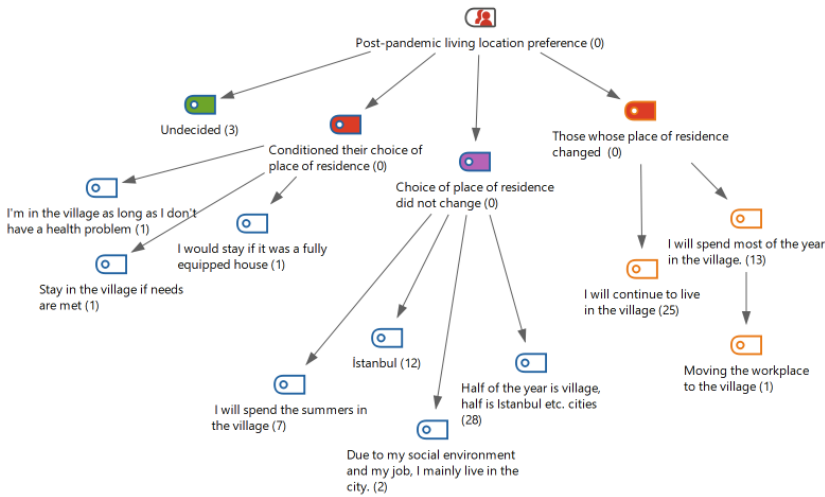 Post-pandemic living location preference (0)
Undecided (3)
Conditioned their choice of
place of residence (0)
Choice of place of residence
did not change (0)
Those whose place of residence
changed (0)
I'm in the village as long as I don't
have a health problem (1)
I would stay if it was a fully
equipped house (1)
Stay in the village if needs
are met (1)
I will spend most of the year
in the village. (13)
I will continue to live
in the village (25)
Moving the workplace
to the village (1)
İstanbul (12)
I will spend the summers in
the village (7)
Half of the year is village,
half is Istanbul etc. cities
(28)
Due to my social environment
and my job, I mainly live in the
city. (2)